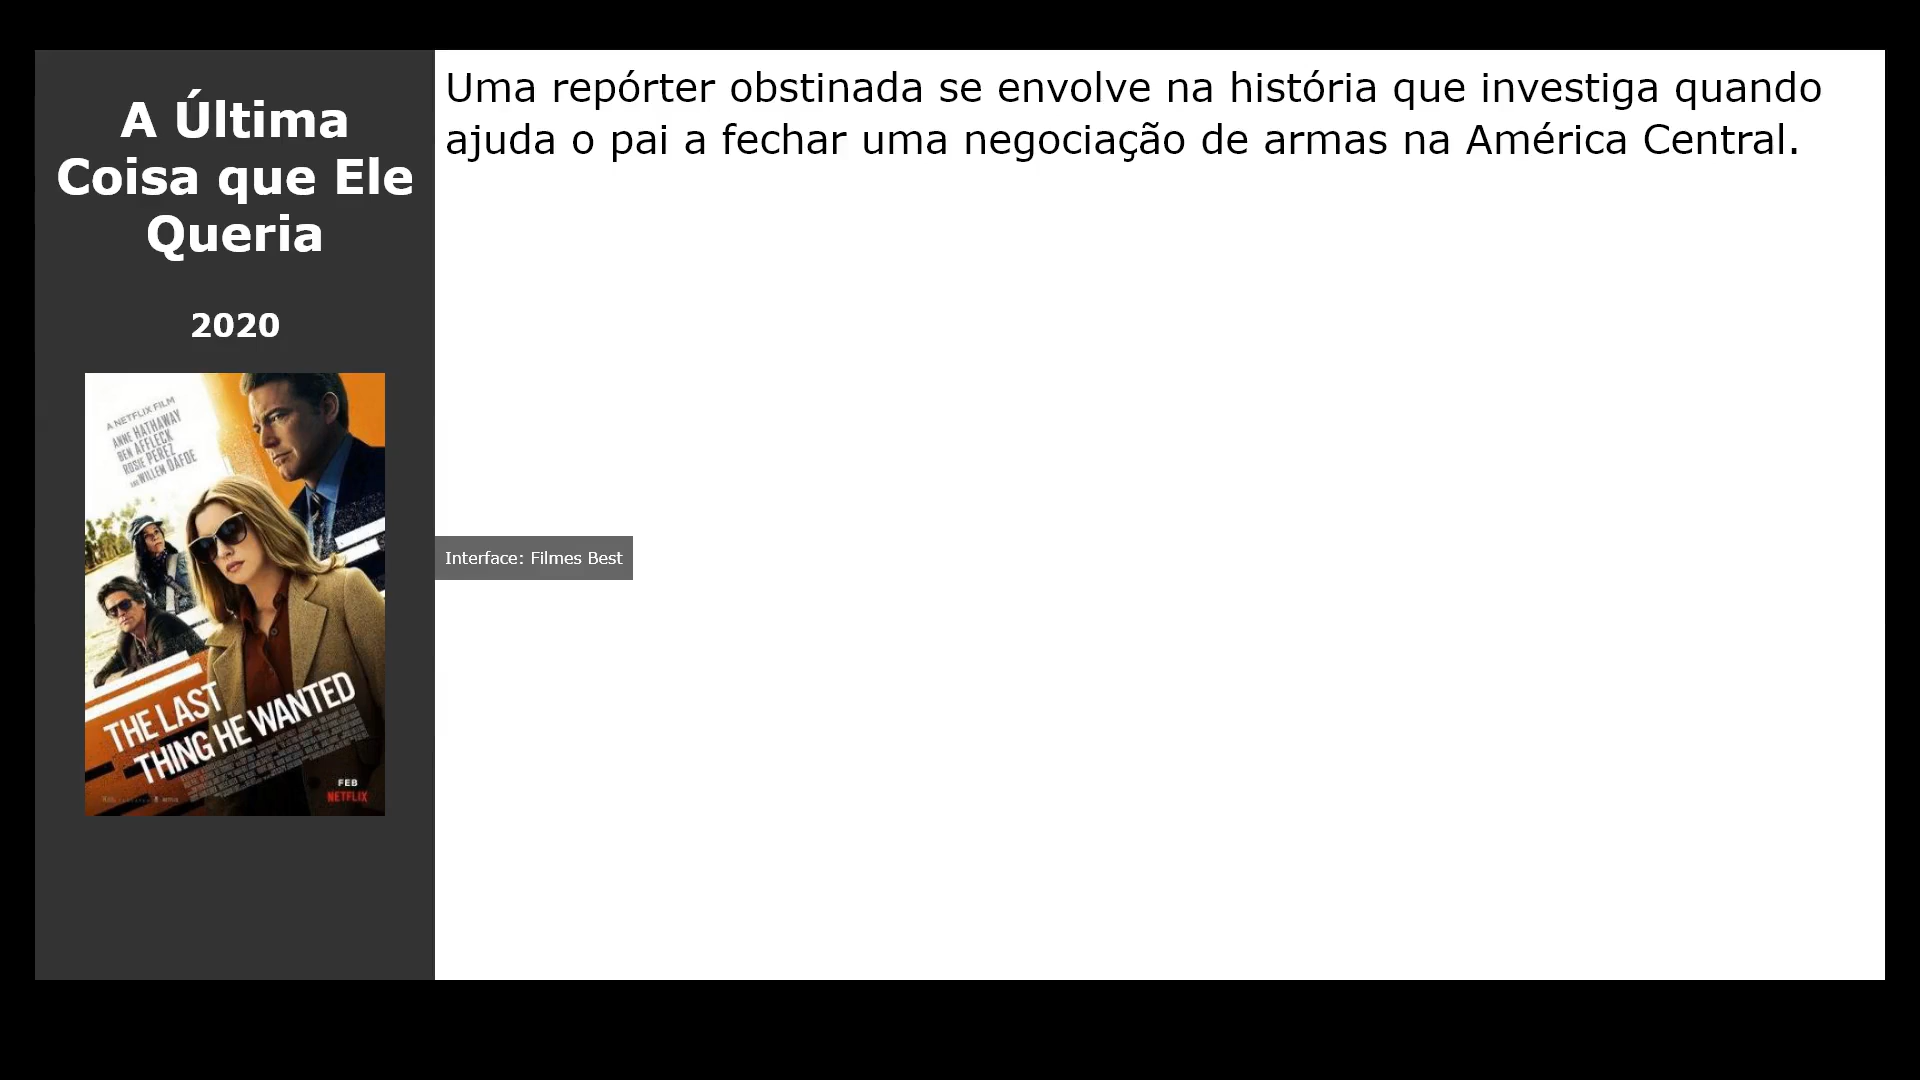 A Última
Coisa que Ele
Queria
2020
A NETFLIX FILM
ANNE HATHAWAY
BEN AFFLECK
ROSIE PEREZ
AND WILLEM DAFOE
THE LAST
THING HE WANTED
FEB
NETFLIX
Uma repórter obstinada se envolve na história que investiga quando
ajuda o pai a fechar uma negociação de armas na América Central.
Interface: Filmes Best